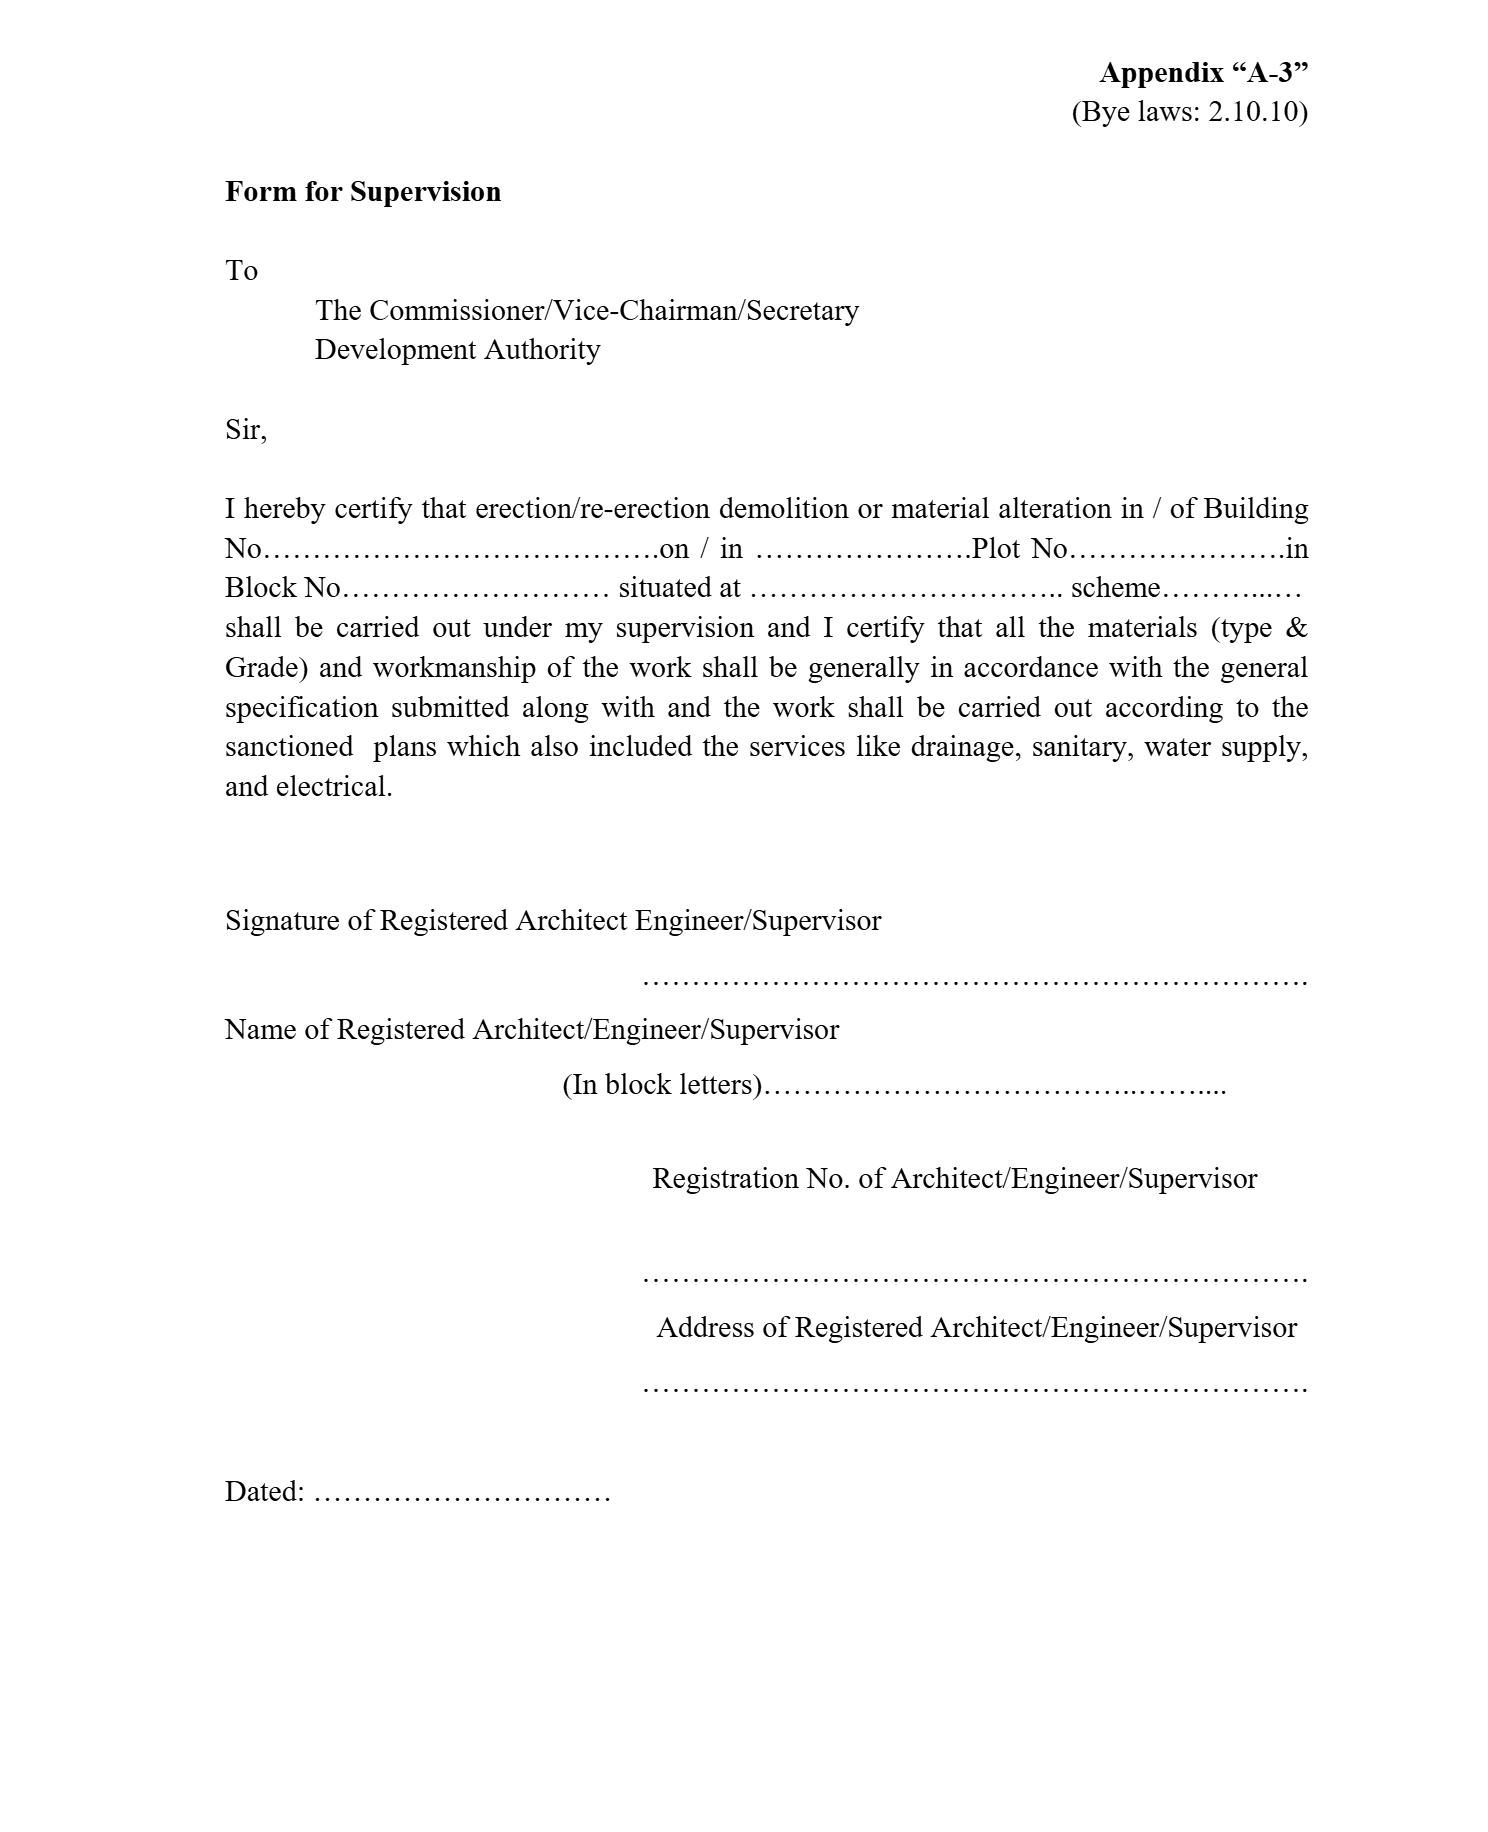 Appendix “A-3”
(Bye laws: 2.10.10)
Form for Supervision
To
The Commissioner/Vice-Chairman/Secretary
Development Authority
Sir,
I hereby certify that erection/re-erection demolition or material alteration in / of Building
No………………………………….on / in ………………….Plot No………………….in
Block No……………………… situated at ………………………….. scheme………...…
shall be carried out under my supervision and I certify that all the materials (type &
Grade) and workmanship of the work shall be generally in accordance with the general
specification submitted along with and the work shall be carried out according to the
sanctioned  plans which also included the services like drainage, sanitary, water supply,
and electrical.
Signature of Registered Architect Engineer/Supervisor
………………………………………………………….
Name of Registered Architect/Engineer/Supervisor
(In block letters)………………………………..……....
Registration No. of Architect/Engineer/Supervisor
………………………………………………………….
Address of Registered Architect/Engineer/Supervisor
………………………………………………………….
Dated: …………………………